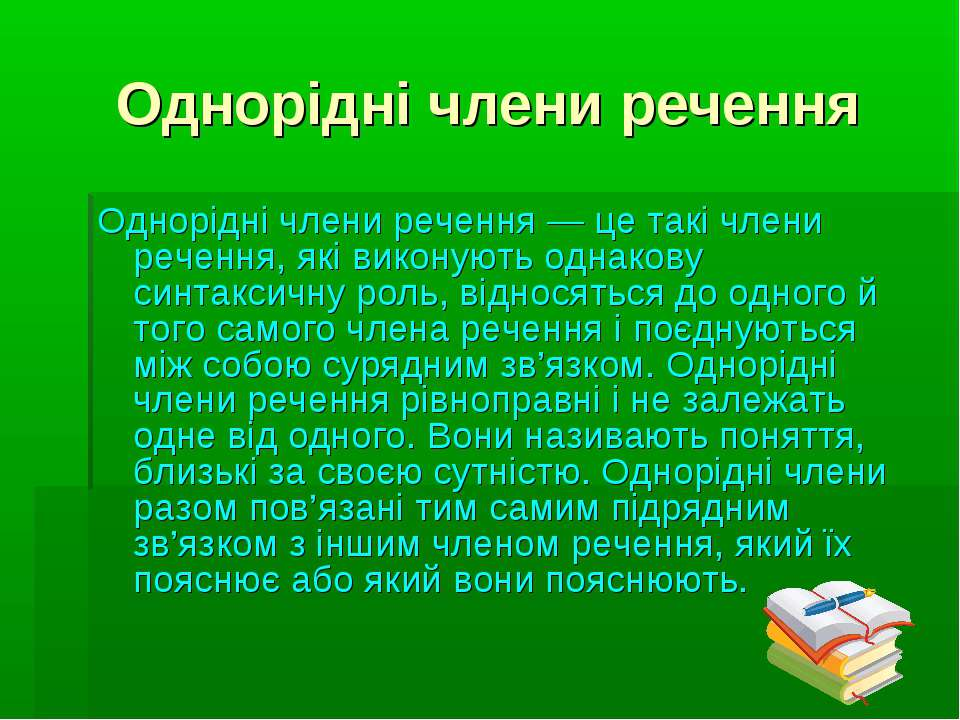 Однорідні члени речення
Однорідні члени речення — це такі члени
речення, які виконують однакову
синтаксичну роль, відносяться до одного й
того самого члена речення і поєднуються
між собою сурядним зв’язком. Однорідні
члени речення рівноправні і не залежать
одне від одного. Вони називають поняття,
близькі за своєю сутністю. Однорідні члени
разом пов’язані тим самим підрядним
зв’язком з іншим членом речення, який їх
пояснює або який вони пояснюють.